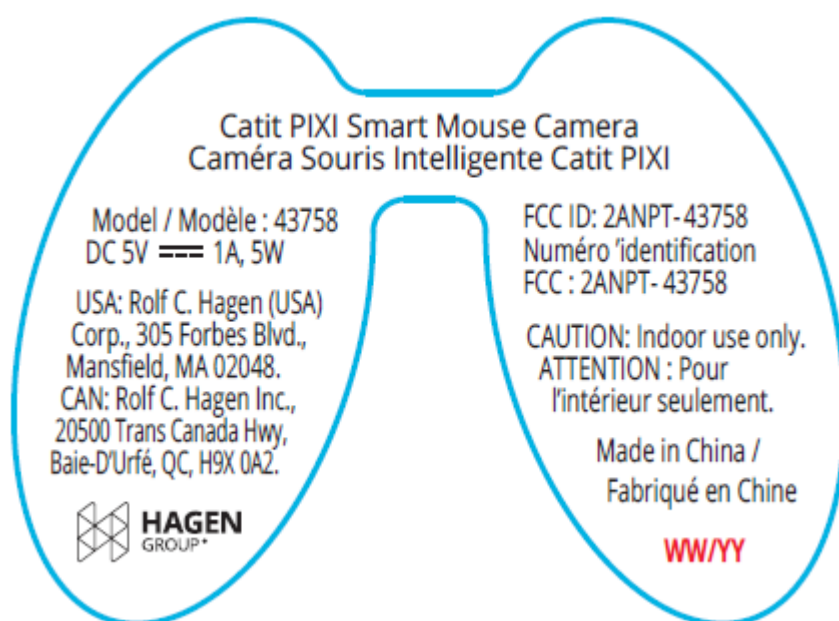 Catit PIXI Smart Mouse Camera
Caméra Souris Intelligente Catit PIXI
Model / Modèle : 43758
DC 5V ⎓ 1A, 5W
USA: Rolf C. Hagen (USA)
Corp., 305 Forbes Blvd.,
Mansfield, MA 02048.
CAN: Rolf C. Hagen Inc.,
20500 Trans Canada Hwy,
Baie-D'Urfé, QC, H9X 0A2.
HAGEN
GROUP+
FCC ID: 2ANPT-43758
Numéro 'identification
FCC : 2ANPT-43758
CAUTION: Indoor use only.
ATTENTION : Pour
l'intérieur seulement.
Made in China /
Fabriqué en Chine
WW/YY